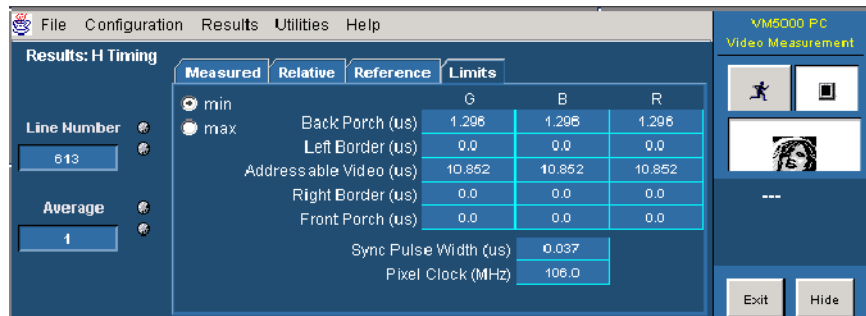 File Configuration Results Utilities Help
VM5000 PC
Video Measurement
Results: H Timing
Measured Relative Reference Limits
min
max
G B R
Back Porch (us) 1.296 1.296 1.296
Left Border (us) 0.0 0.0 0.0
Addressable Video (us) 10.852 10.852 10.852
Right Border (us) 0.0 0.0 0.0
Front Porch (us) 0.0 0.0 0.0
Sync Pulse Width (us) 0.037
Pixel Clock (MHz) 106.0
Line Number
613
Average
1
---
Exit Hide